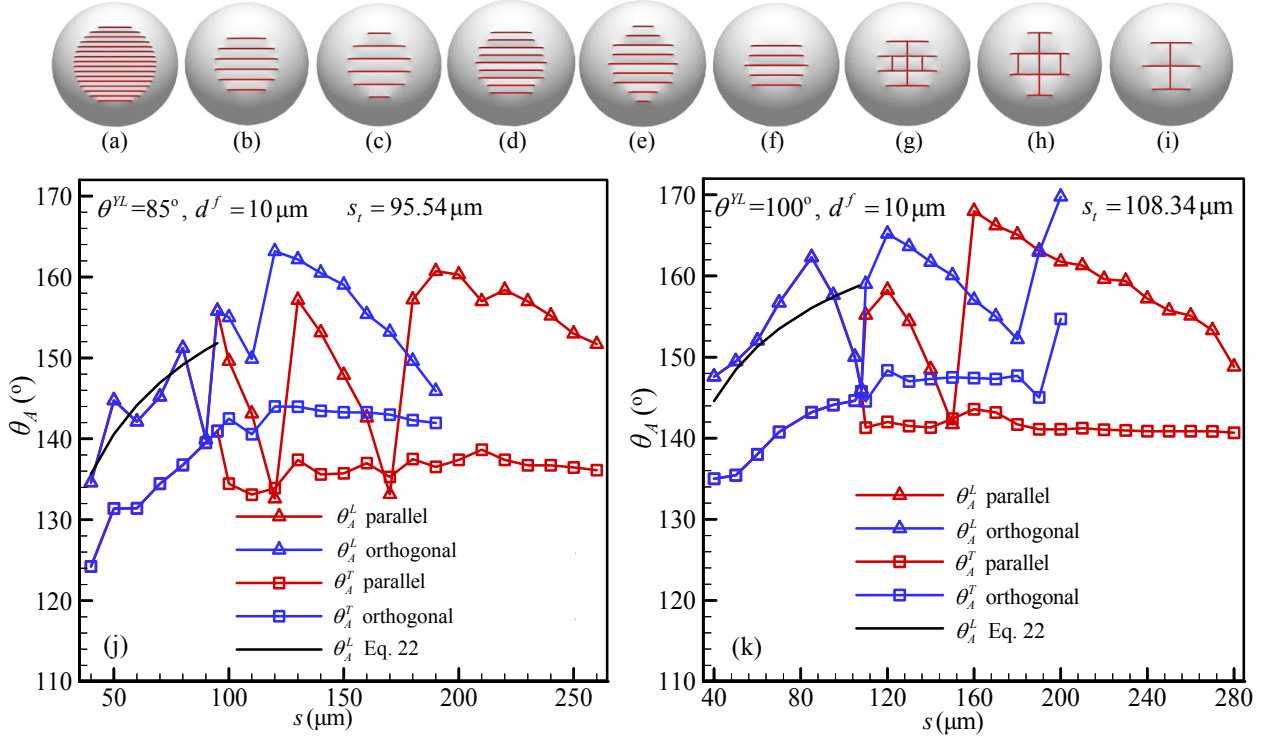 (a) (b) (c) (d) (e) (f) (g) (h) (i)
θ^YL=85°, d^f = 10 μm s_t = 95.54 μm
170
160
150
140
130
120
110
θ_A (°)
θ_A^L parallel
θ_A^L orthogonal
θ_A^T parallel
θ_A^T orthogonal
θ_A^L Eq. 22
(j)
50 100 150 200 250
s (μm)
θ^YL=100°, d^f = 10 μm s_t = 108.34 μm
170
160
150
140
130
120
110
θ_A (°)
θ_A^L parallel
θ_A^L orthogonal
θ_A^T parallel
θ_A^T orthogonal
θ_A^L Eq. 22
(k)
40 80 120 160 200 240 280
s (μm)